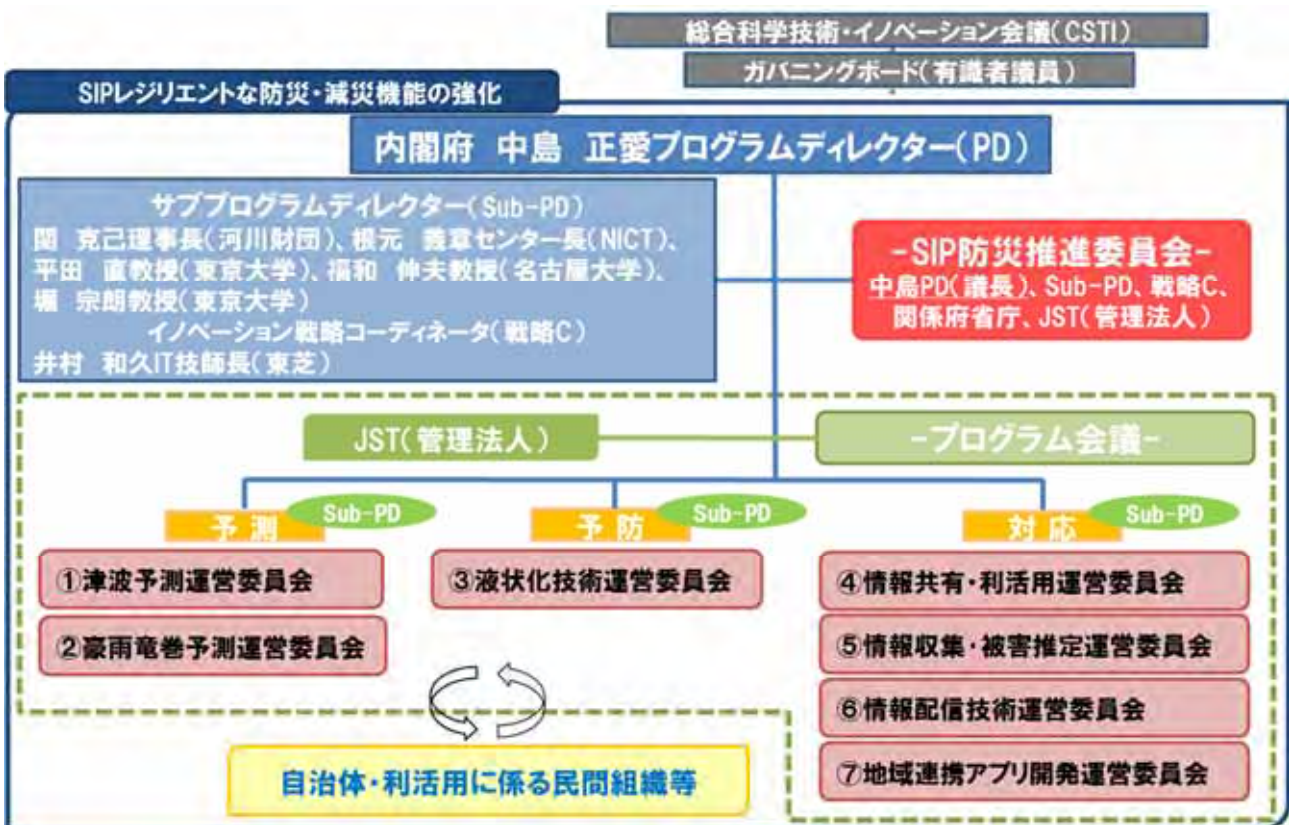 総合科学技術・イノベーション会議(CSTI)
ガバニングボード(有識者議員)
SIPレジリエントな防災・減災機能の強化
内閣府 中島 正愛プログラムディレクター(PD)
サブプログラムディレクター(Sub-PD)
関 克己理事長(河川財団)、根元 義章センター長(NICT)、
平田 直教授(東京大学)、福和 伸夫教授(名古屋大学)、
堀 宗朗教授(東京大学)
イノベーション戦略コーディネータ(戦略C)
井村 和久IT技師長(東芝)
-SIP防災推進委員会-
中島PD(議長)、Sub-PD、戦略C、
関係府省庁、JST(管理法人)
JST(管理法人)
-プログラム会議-
予測
Sub-PD
①津波予測運営委員会
②豪雨竜巻予測運営委員会
予防
Sub-PD
③液状化技術運営委員会
対応
Sub-PD
④情報共有・利活用運営委員会
⑤情報収集・被害推定運営委員会
⑥情報配信技術運営委員会
⑦地域連携アプリ開発運営委員会
自治体・利活用に係る民間組織等